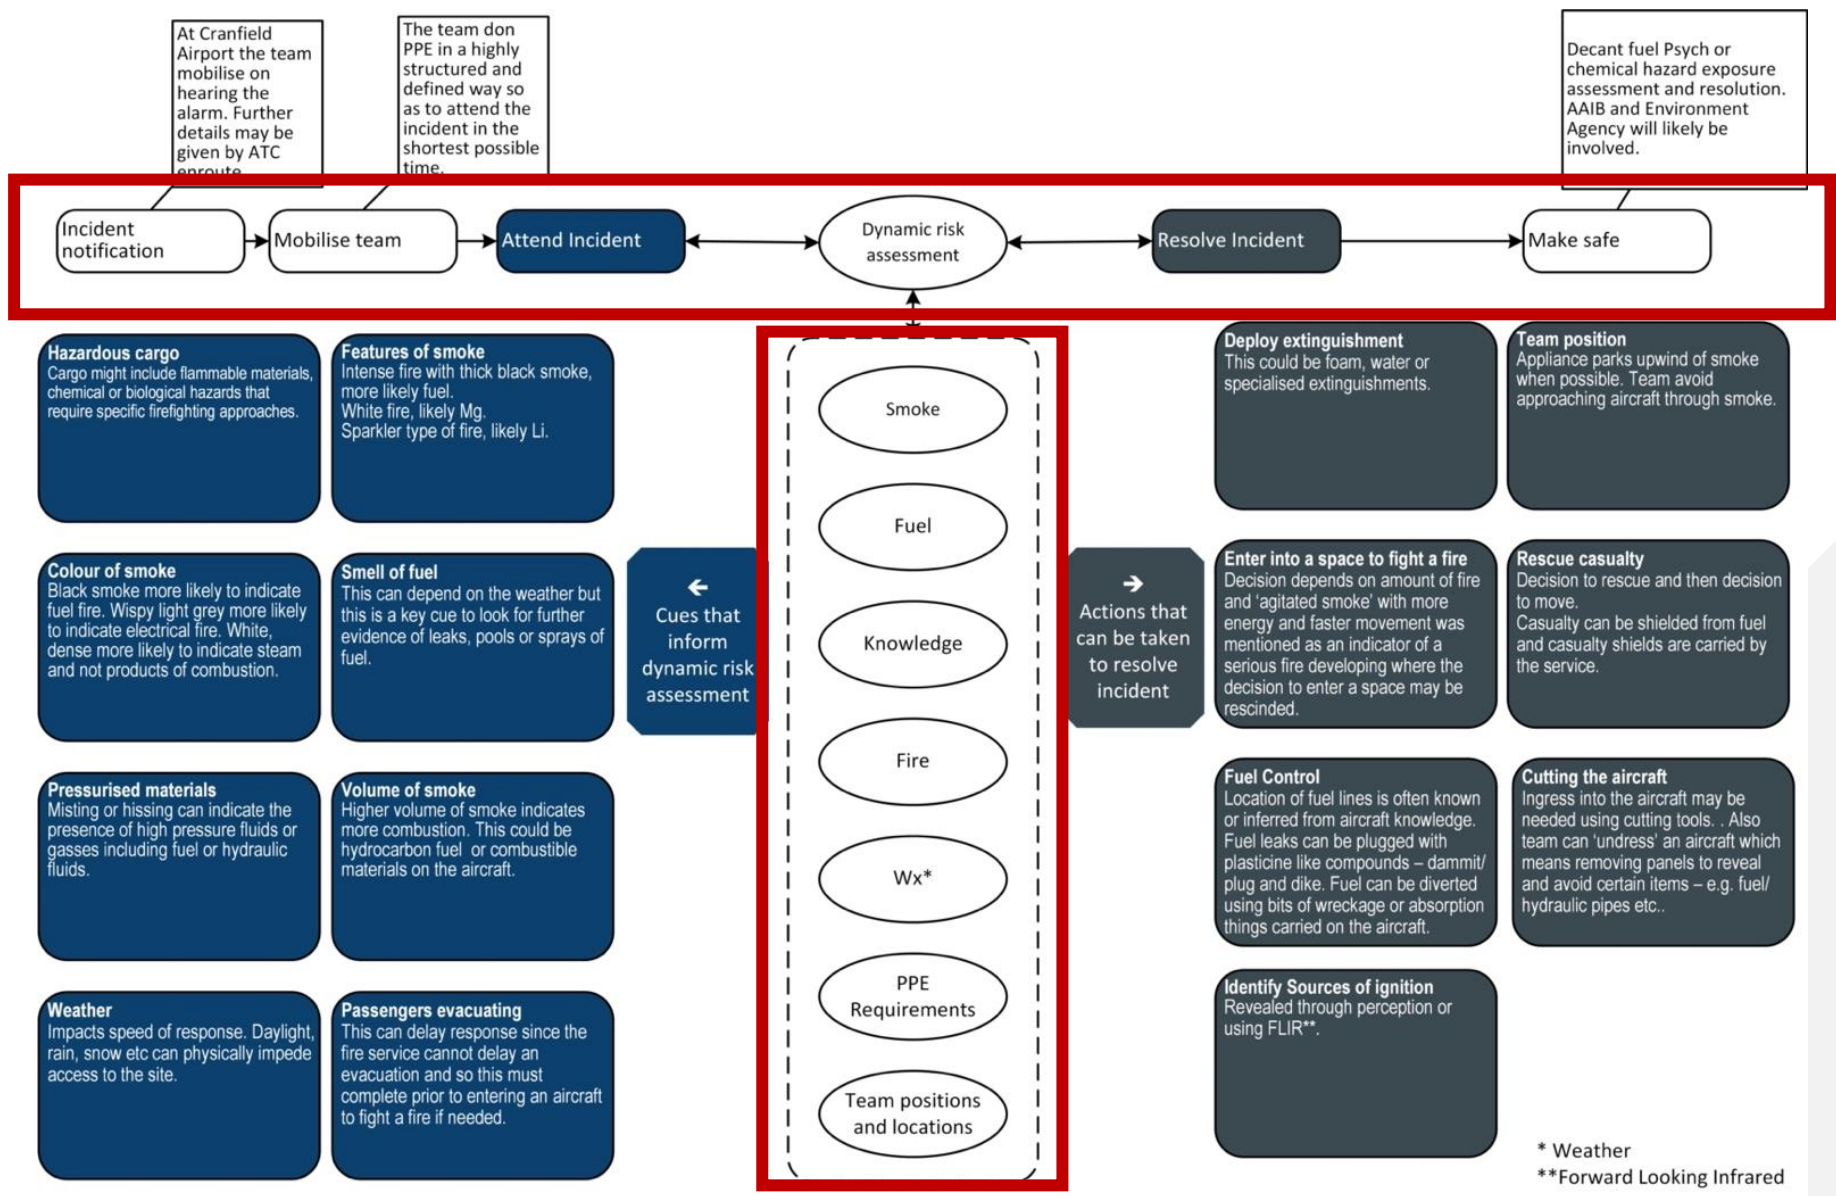 At Cranfield
Airport the team
mobilise on
hearing the
alarm. Further
details may be
given by ATC
enroute
The team don
PPE in a highly
structured and
defined way so
as to attend the
incident in the
shortest possible
time.
Decant fuel Psych or
chemical hazard exposure
assessment and resolution.
AAIB and Environment
Agency will likely be
involved.
Incident
notification
Mobilise team
Attend Incident
Dynamic risk
assessment
Resolve Incident
Make safe
Hazardous cargo
Cargo might include flammable materials,
chemical or biological hazards that
require specific firefighting approaches.
Features of smoke
Intense fire with thick black smoke,
more likely fuel.
White fire, likely Mg.
Sparkler type of fire, likely Li.
Colour of smoke
Black smoke more likely to indicate
fuel fire. Wispy light grey more likely
to indicate electrical fire. White,
dense more likely to indicate steam
and not products of combustion.
Smell of fuel
This can depend on the weather but
this is a key cue to look for further
evidence of leaks, pools or sprays of
fuel.
Pressurised materials
Misting or hissing can indicate the
presence of high pressure fluids or
gasses including fuel or hydraulic
fluids.
Volume of smoke
Higher volume of smoke indicates
more combustion. This could be
hydrocarbon fuel or combustible
materials on the aircraft.
Weather
Impacts speed of response. Daylight,
rain, snow etc can physically impede
access to the site.
Passengers evacuating
This can delay response since the
fire service cannot delay an
evacuation and so this must
complete prior to entering an aircraft
to fight a fire if needed.
←
Cues that
inform
dynamic risk
assessment
Smoke
Fuel
Knowledge
Fire
Wx*
PPE
Requirements
Team positions
and locations
→
Actions that
can be taken
to resolve
incident
Deploy extinguishment
This could be foam, water or
specialised extinguishments.
Team position
Appliance parks upwind of smoke
when possible. Team avoid
approaching aircraft through smoke.
Enter into a space to fight a fire
Decision depends on amount of fire
and ‘agitated smoke’ with more
energy and faster movement was
mentioned as an indicator of a
serious fire developing where the
decision to enter a space may be
rescinded.
Rescue casualty
Decision to rescue and then decision
to move.
Casualty can be shielded from fuel
and casualty shields are carried by
the service.
Fuel Control
Location of fuel lines is often known
or inferred from aircraft knowledge.
Fuel leaks can be plugged with
plasticine like compounds – dammit/
plug and dike. Fuel can be diverted
using bits of wreckage or absorption
things carried on the aircraft.
Cutting the aircraft
Ingress into the aircraft may be
needed using cutting tools. . Also
team can ‘undress’ an aircraft which
means removing panels to reveal
and avoid certain items – e.g. fuel/
hydraulic pipes etc..
Identify Sources of ignition
Revealed through perception or
using FLIR**.
* Weather
**Forward Looking Infrared